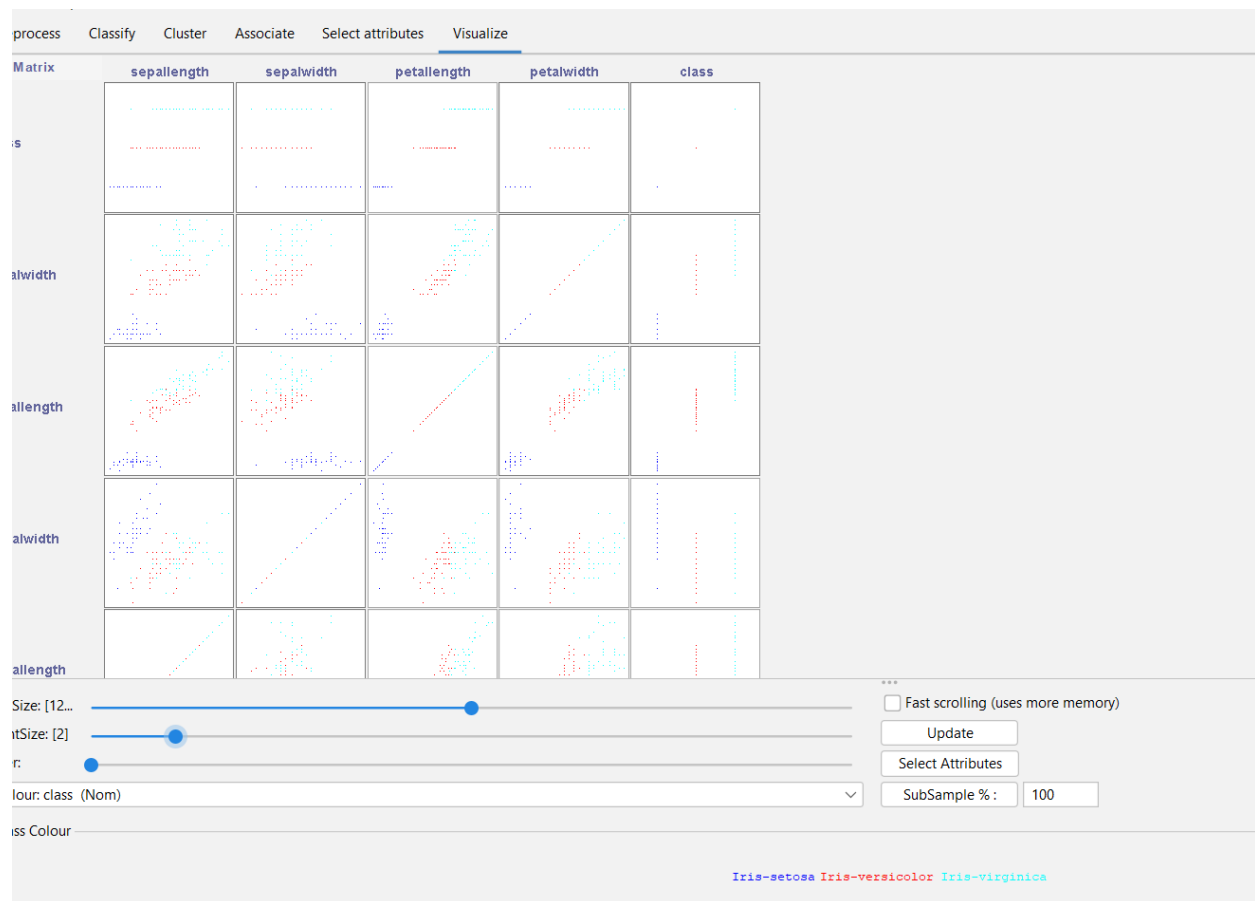 process Classify Cluster Associate Select attributes Visualize
Matrix sepallength sepalwidth petallength petalwidth class
ss
alwidth
allength
alwidth
allength
Size: [12...
ntSize: [2]
r:
lour: class (Nom)
ass Colour
Fast scrolling (uses more memory)
Update
Select Attributes
SubSample % : 100
Iris-setosa Iris-versicolor Iris-virginica